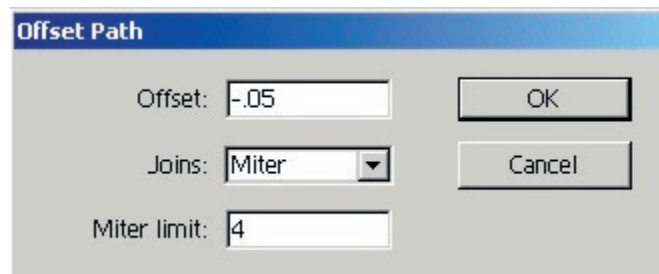 Offset Path
Offset: -.05
OK
Joins: Miter
Cancel
Miter limit: 4